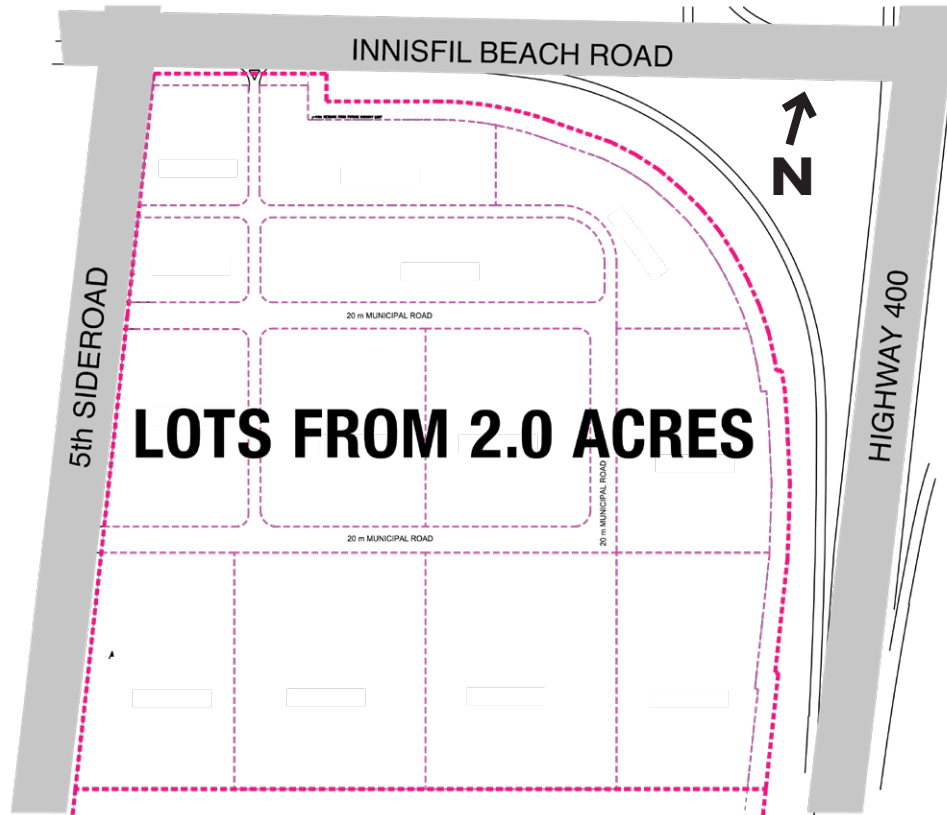 INNISFIL BEACH ROAD
N
5th SIDEROAD
HIGHWAY 400
20 m MUNICIPAL ROAD
LOTS FROM 2.0 ACRES
20 m MUNICIPAL ROAD
20 m MUNICIPAL ROAD